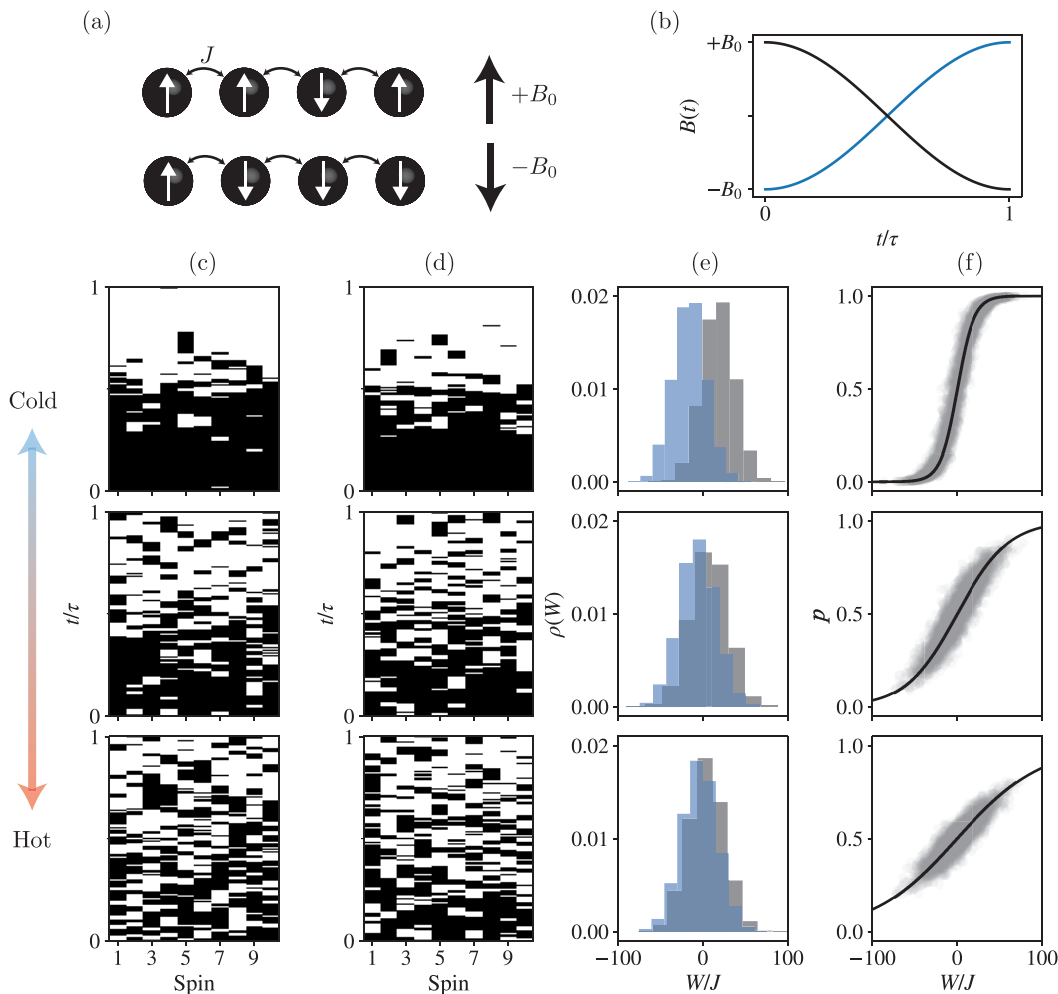 (a)
J
+B₀
−B₀
(b)
+B₀
B(t)
−B₀
0
1
t/τ
(c)
(d)
(e)
(f)
Cold
Hot
1
0
1
t/τ
0
1
0
1 3 5 7 9
Spin
1
0
1
t/τ
0
1
0
1 3 5 7 9
Spin
0.02
0.01
0.00
0.02
ρ(W)
0.01
0.00
0.02
0.01
0.00
−100 0 100
W/J
1.0
0.5
0.0
1.0
p
0.5
0.0
1.0
0.5
0.0
−100 0 100
W/J